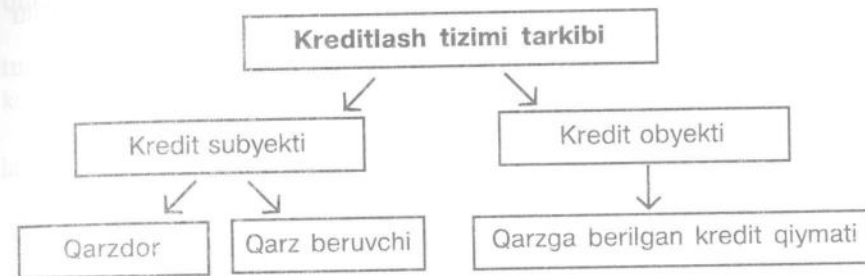 Kreditlash tizimi tarkibi
Kredit subyekti
Kredit obyekti
Qarzdor
Qarz beruvchi
Qarzga berilgan kredit qiymati